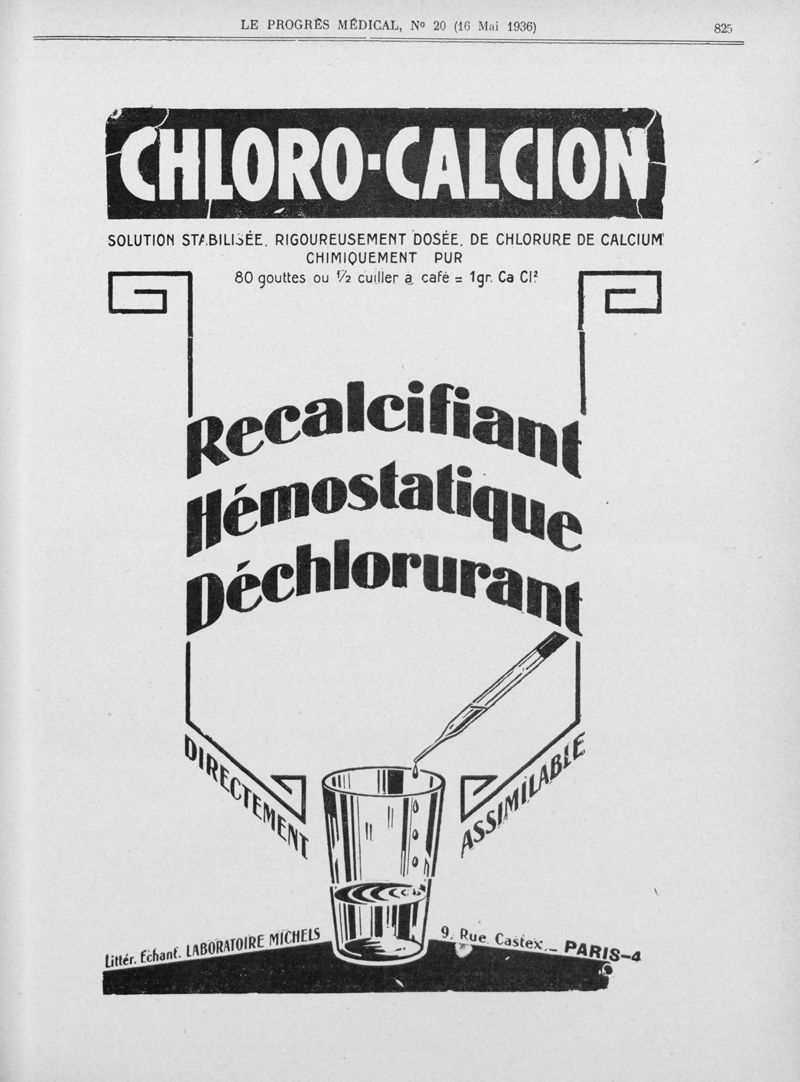 LE PROGRÈS MÉDICAL, No 20 (16 Mai 1936)
825
CHLORO-CALCION
SOLUTION STABILISÉE, RIGOUREUSEMENT DOSÉE, DE CHLORURE DE CALCIUM
CHIMIQUEMENT PUR
80 gouttes ou 1/2 cuiller à café = 1gr. Ca Cl²
Recalcifiant
Hémostatique
Déchlorurant
DIRECTEMENT
ASSIMILABLE
Littér. Échant. LABORATOIRE MICHELS
9, Rue Castex, _ PARIS-4